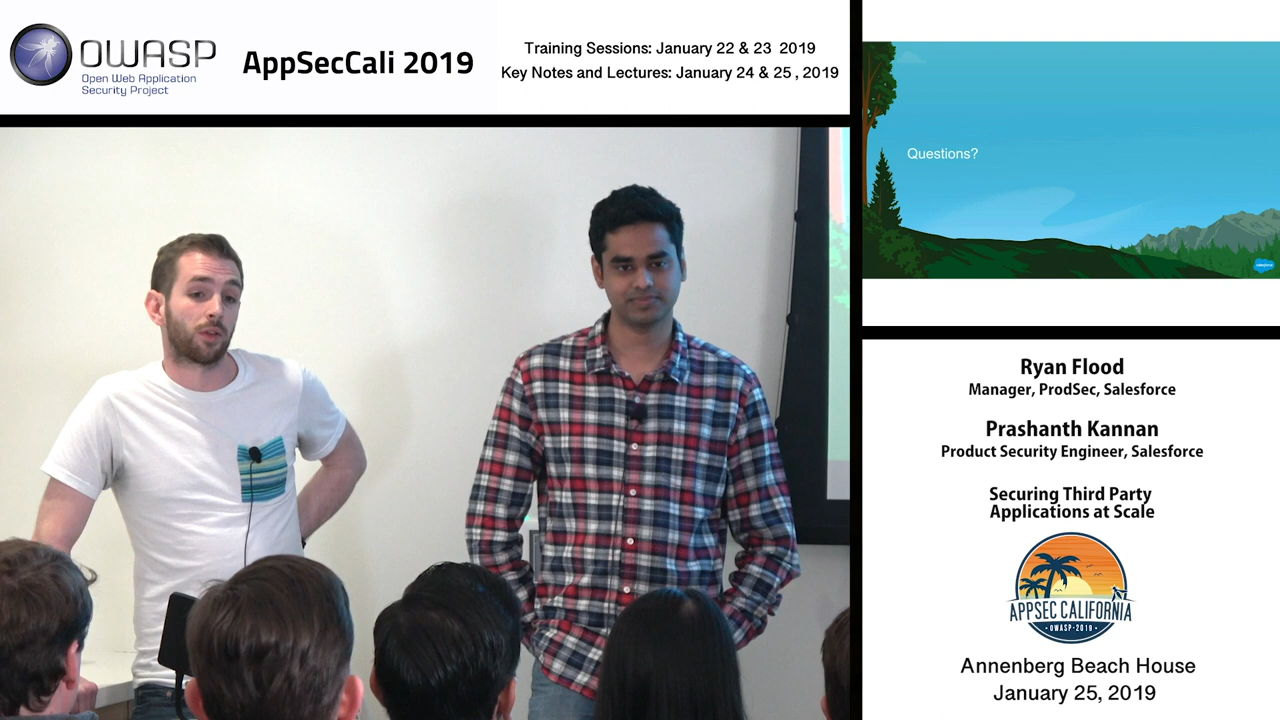 OWASP
Open Web Application
Security Project
AppSecCali 2019
Training Sessions: January 22 & 23 2019
Key Notes and Lectures: January 24 & 25 , 2019
Questions?
salesforce
Ryan Flood
Manager, ProdSec, Salesforce
Prashanth Kannan
Product Security Engineer, Salesforce
Securing Third Party
Applications at Scale
APPSEC CALIFORNIA
• OWASP-2019 •
Annenberg Beach House
January 25, 2019